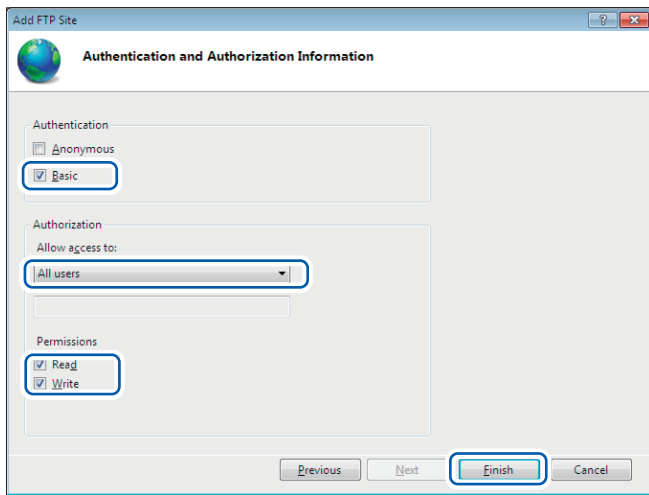 Add FTP Site
Authentication and Authorization Information
Authentication
Anonymous
Basic
Authorization
Allow access to:
All users
Permissions
Read
Write
Previous Next Finish Cancel